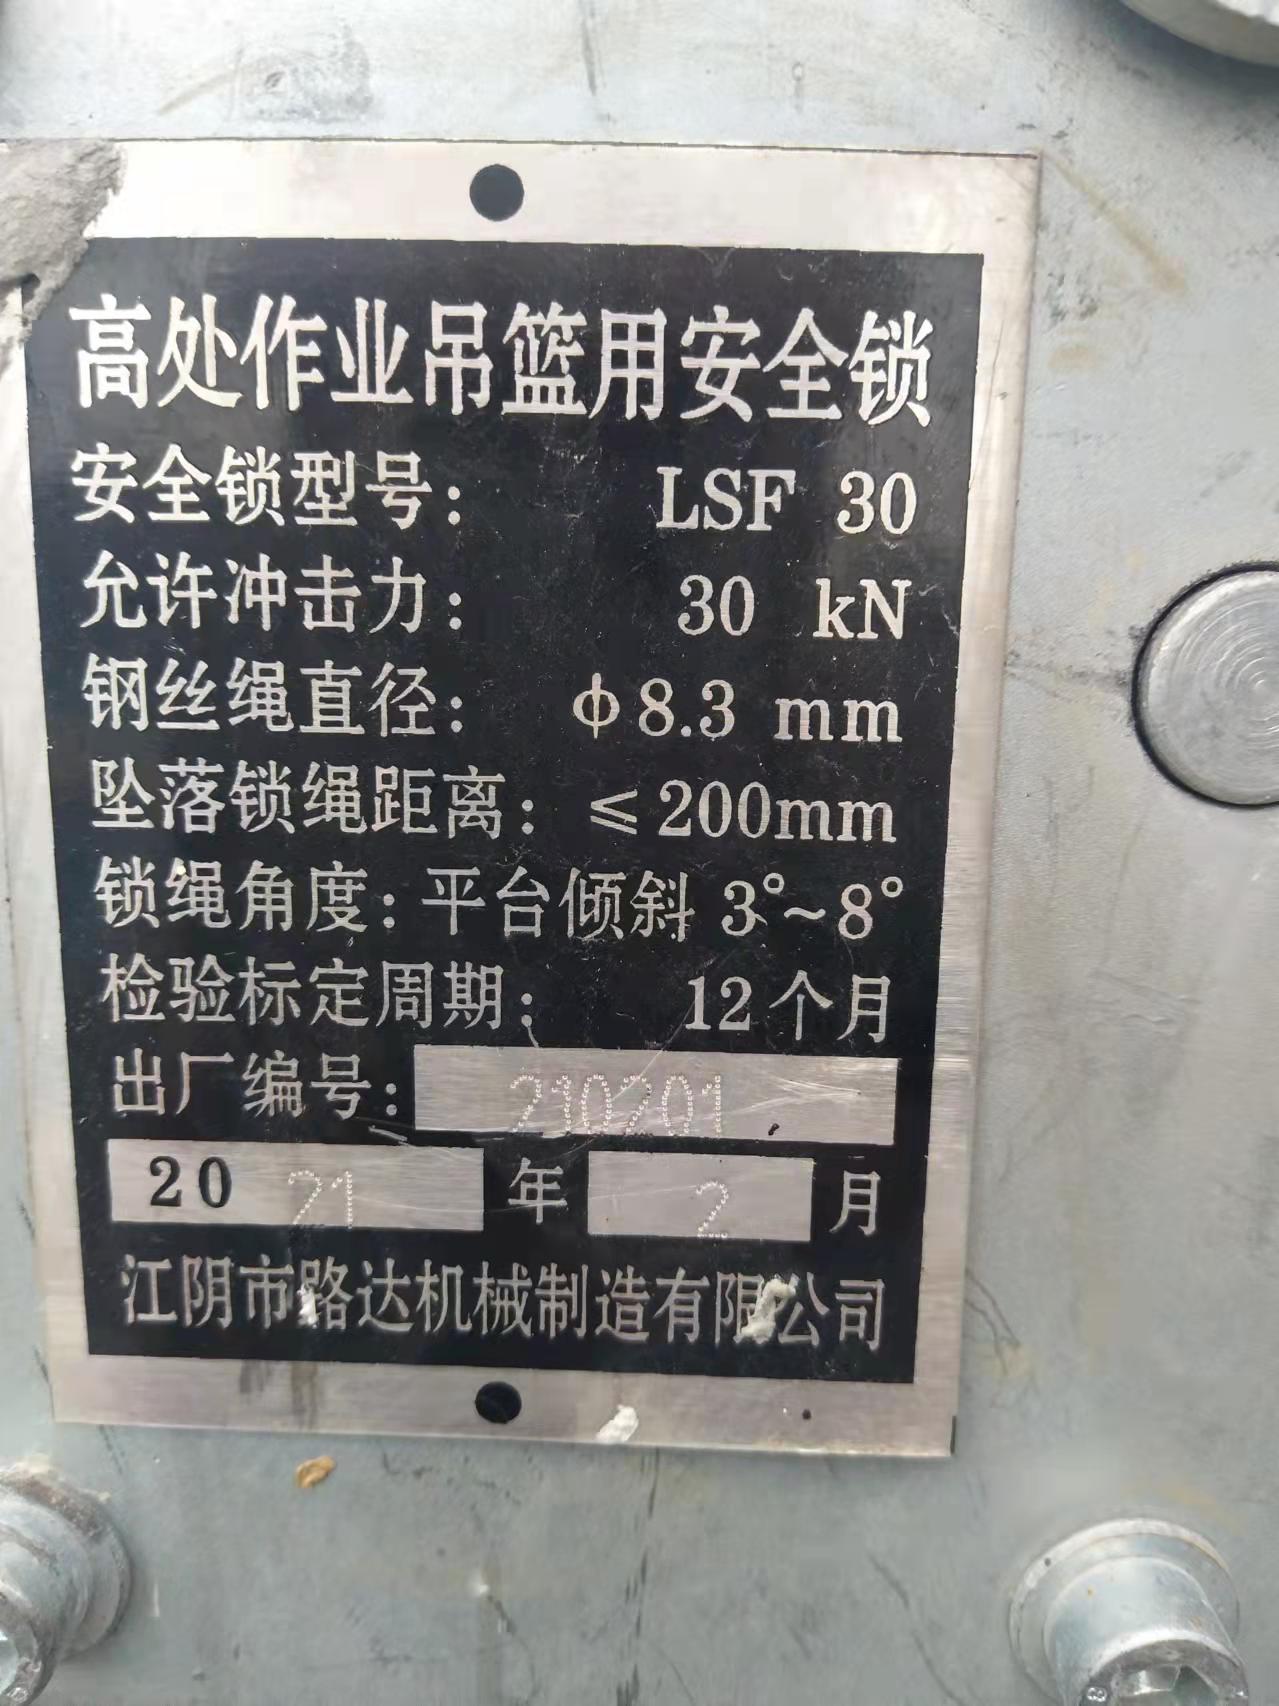 高处作业吊篮用安全锁
安全锁型号: LSF 30
允许冲击力: 30 kN
钢丝绳直径: ϕ8.3 mm
坠落锁绳距离: ≤200mm
锁绳角度:平台倾斜 3°~8°
检验标定周期: 12个月
出厂编号: 210201
20 21 年 2 月
江阴市路达机械制造有限公司